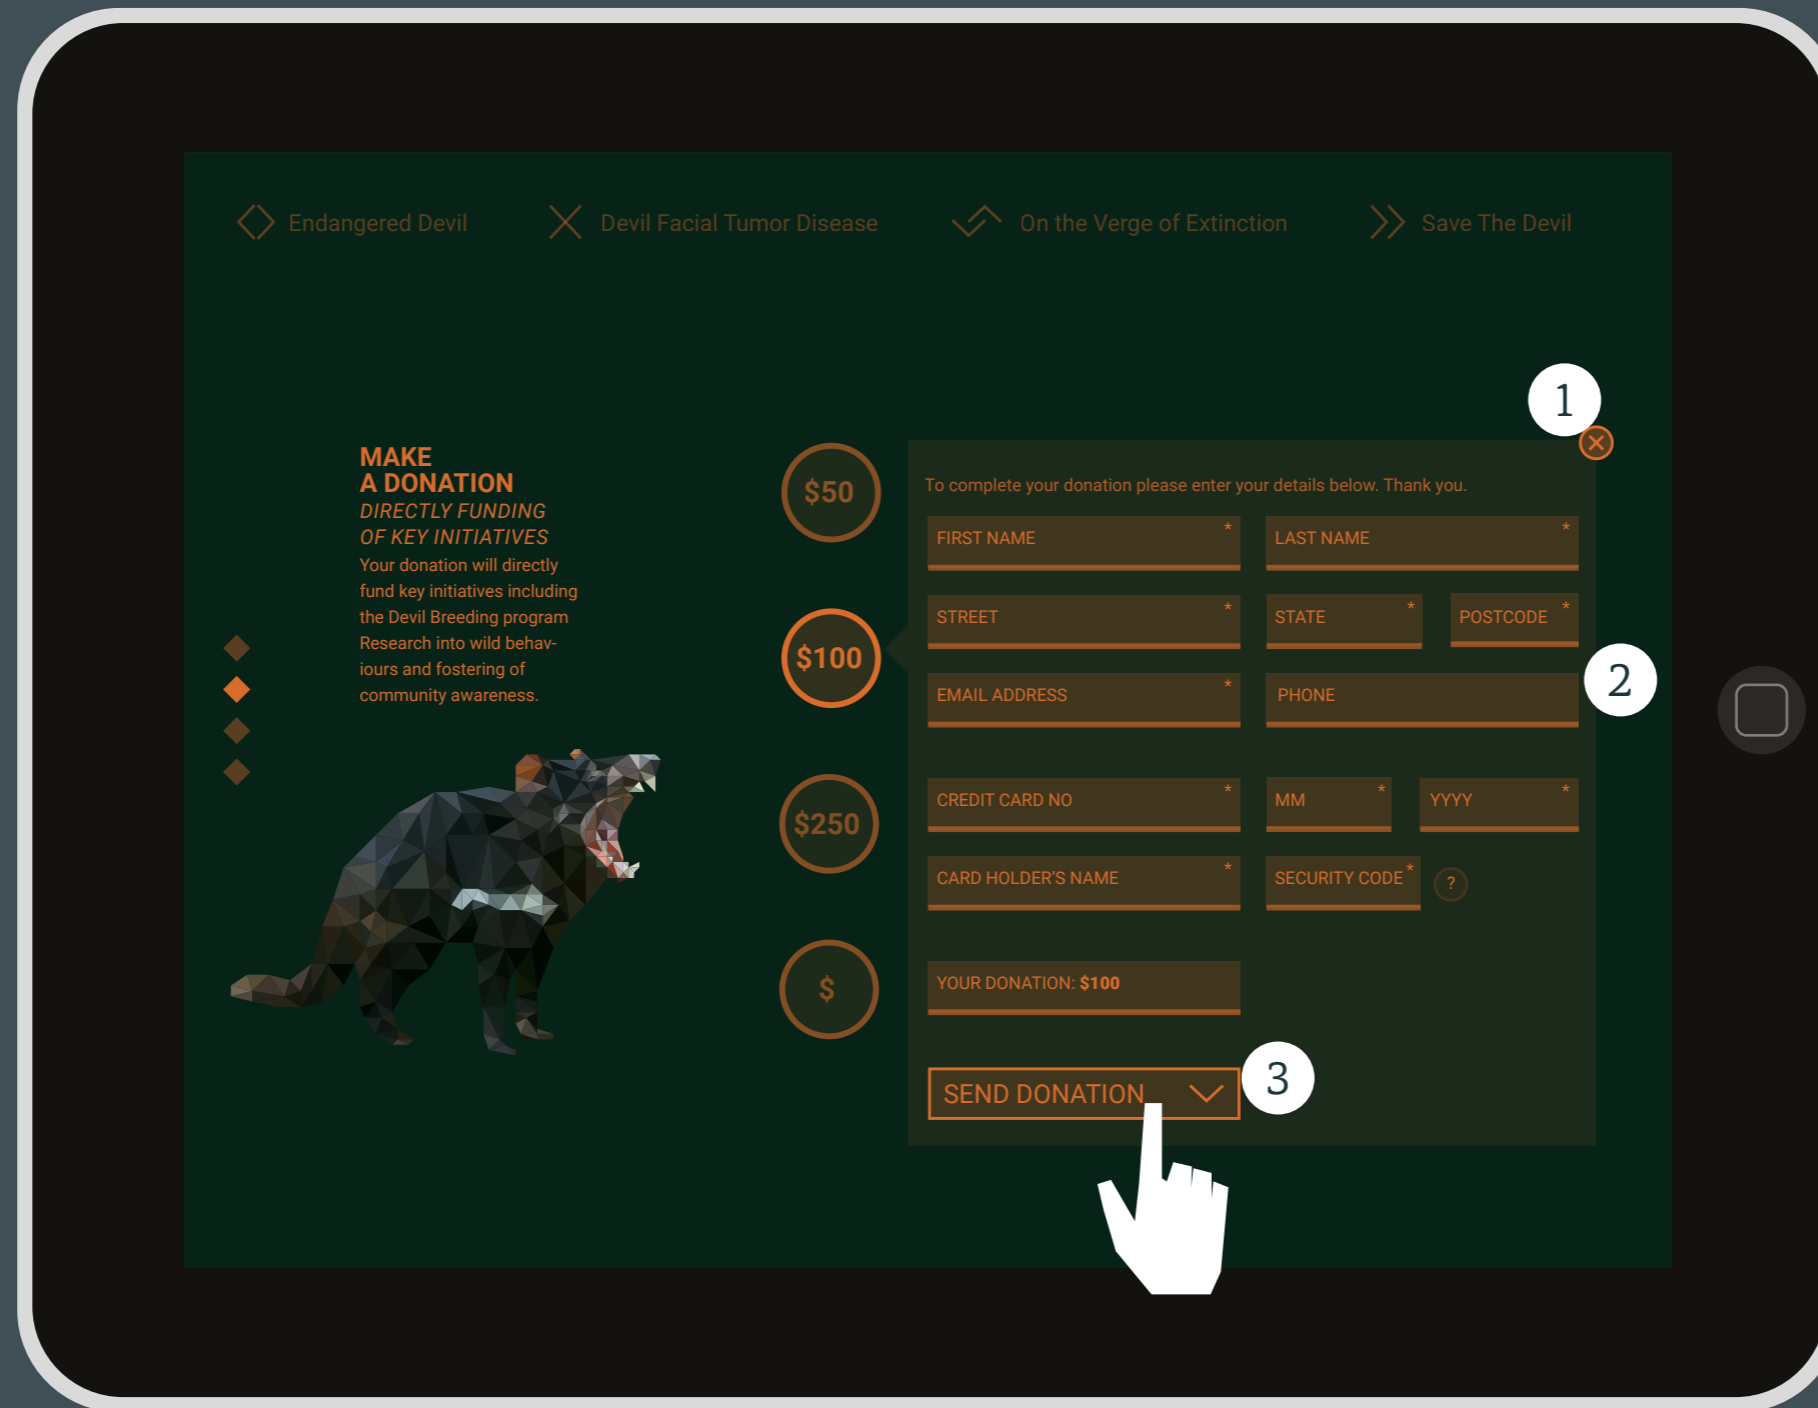 Endangered Devil
Devil Facial Tumor Disease
On the Verge of Extinction
Save The Devil
1
MAKE
A DONATION
DIRECTLY FUNDING
OF KEY INITIATIVES
Your donation will directly
fund key initiatives including
the Devil Breeding program
Research into wild behav-
iours and fostering of
community awareness.
$50
$100
$250
$
To complete your donation please enter your details below. Thank you.
FIRST NAME *
LAST NAME *
STREET *
STATE *
POSTCODE *
EMAIL ADDRESS *
PHONE
2
CREDIT CARD NO *
MM *
YYYY *
CARD HOLDER'S NAME *
SECURITY CODE *
?
YOUR DONATION: $100
SEND DONATION
3